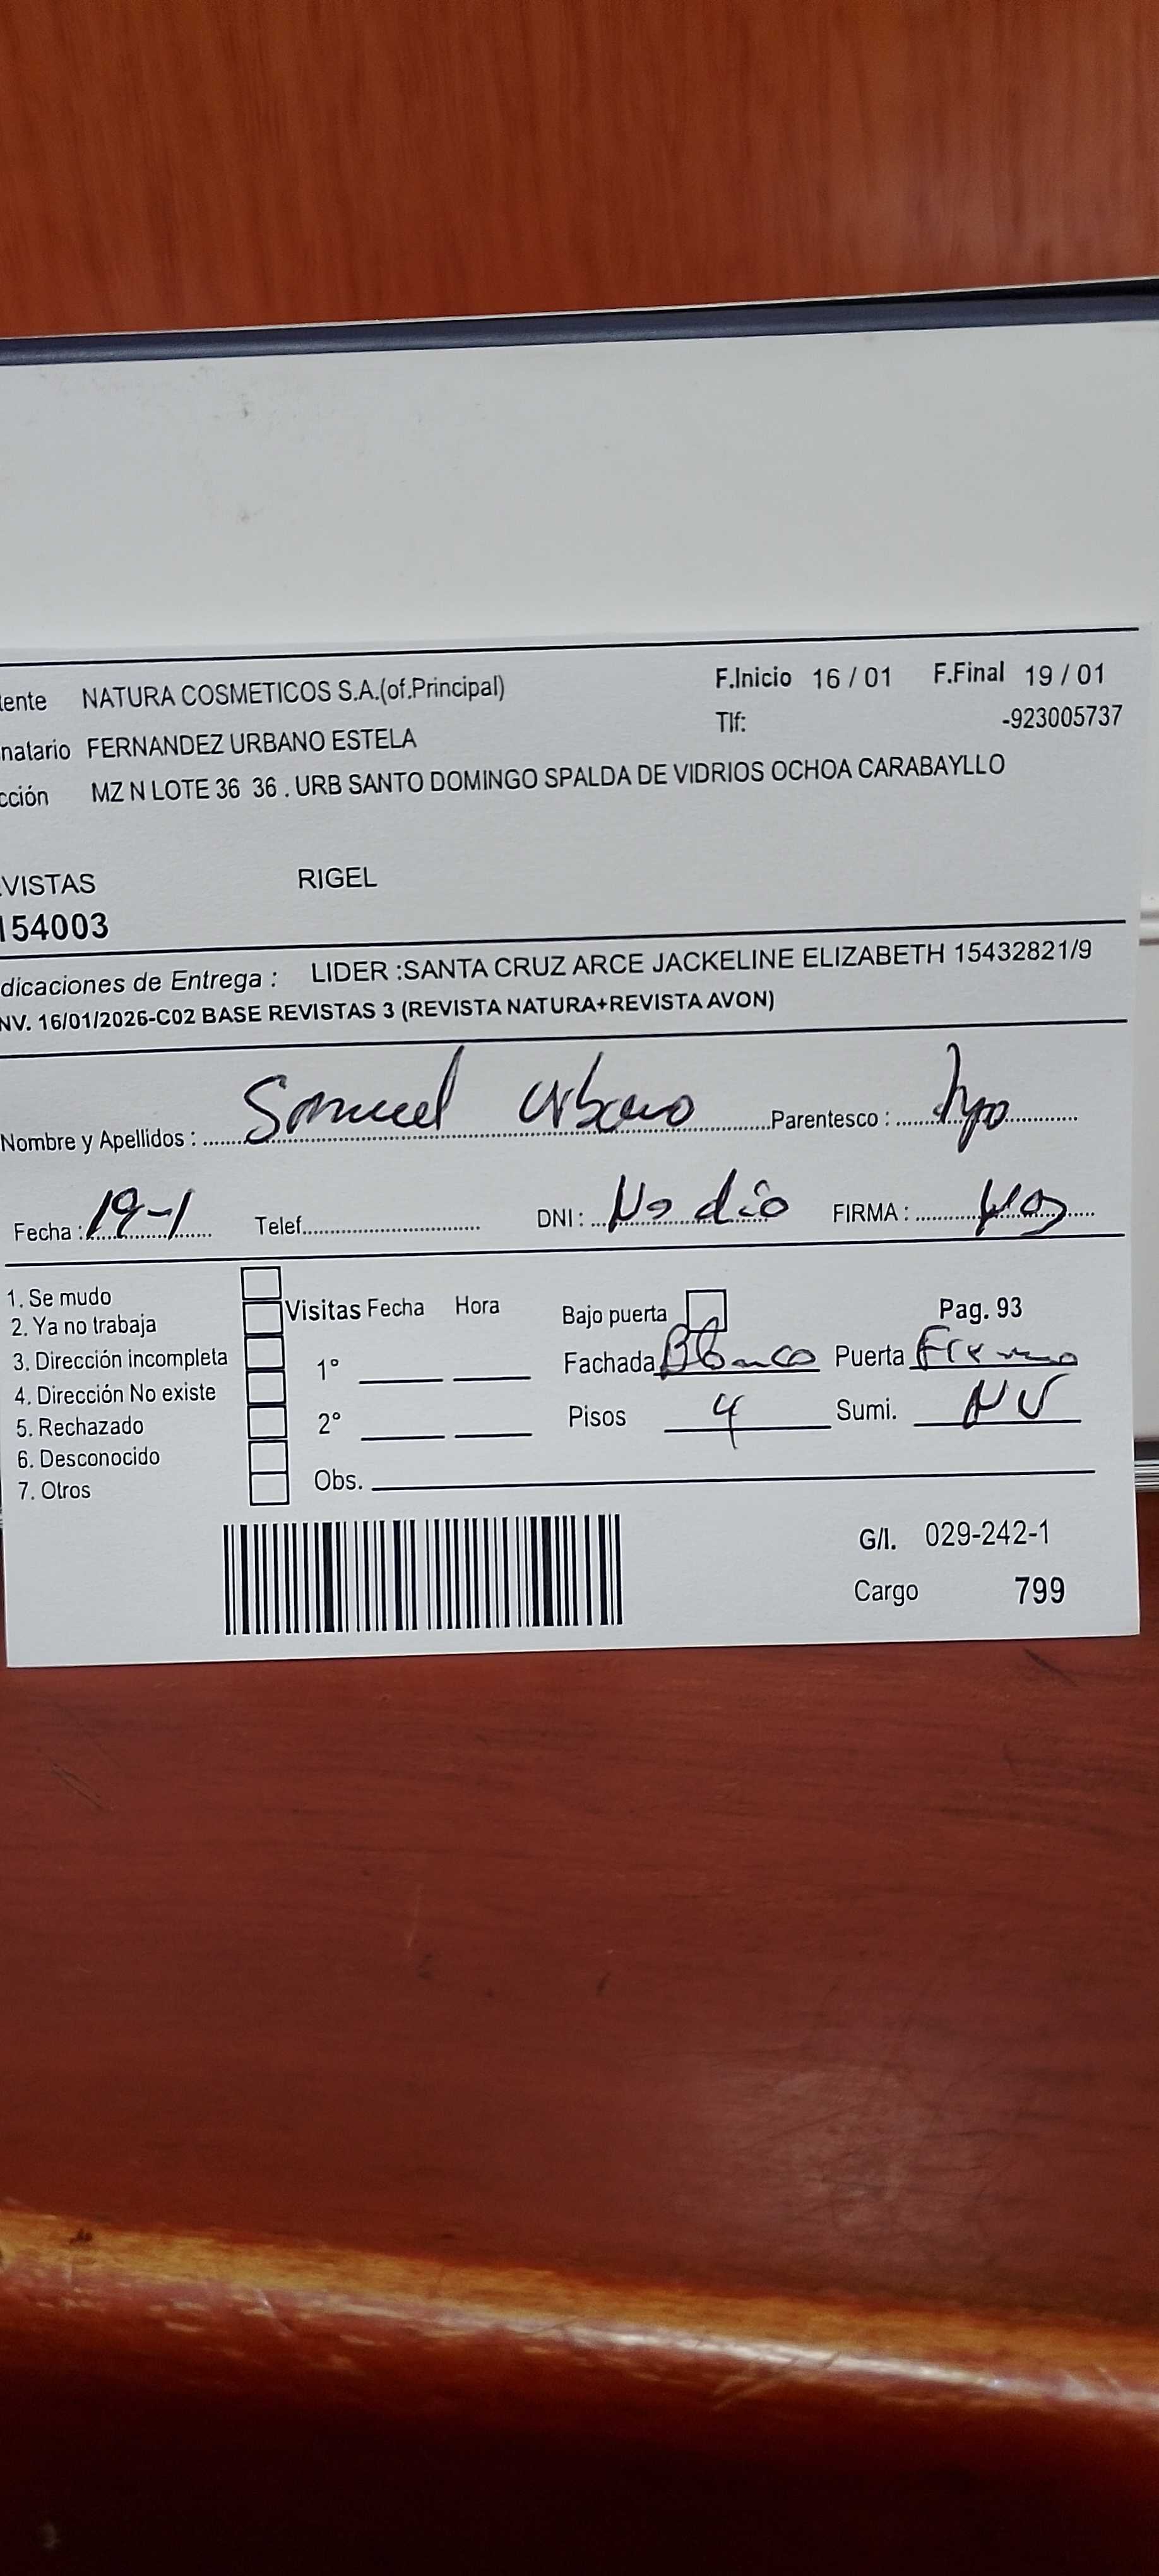 ente NATURA COSMETICOS S.A.(of.Principal) F.Inicio 16 / 01 F.Final 19 / 01
natario FERNANDEZ URBANO ESTELA Tlf: -923005737
cción MZ N LOTE 36 36 . URB SANTO DOMINGO SPALDA DE VIDRIOS OCHOA CARABAYLLO
VISTAS RIGEL
154003
dicaciones de Entrega : LIDER :SANTA CRUZ ARCE JACKELINE ELIZABETH 15432821/9
NV. 16/01/2026-C02 BASE REVISTAS 3 (REVISTA NATURA+REVISTA AVON)
Nombre y Apellidos : Samuel Urbano Parentesco : hijo
Fecha : 19-1 Telef. DNI : No dio FIRMA :
1. Se mudo
2. Ya no trabaja Visitas Fecha Hora Bajo puerta Pag. 93
3. Dirección incompleta 1º Fachada Blanco Puerta
4. Dirección No existe
5. Rechazado 2º Pisos 4 Sumi. NV
6. Desconocido
7. Otros Obs.
G/I. 029-242-1
Cargo 799